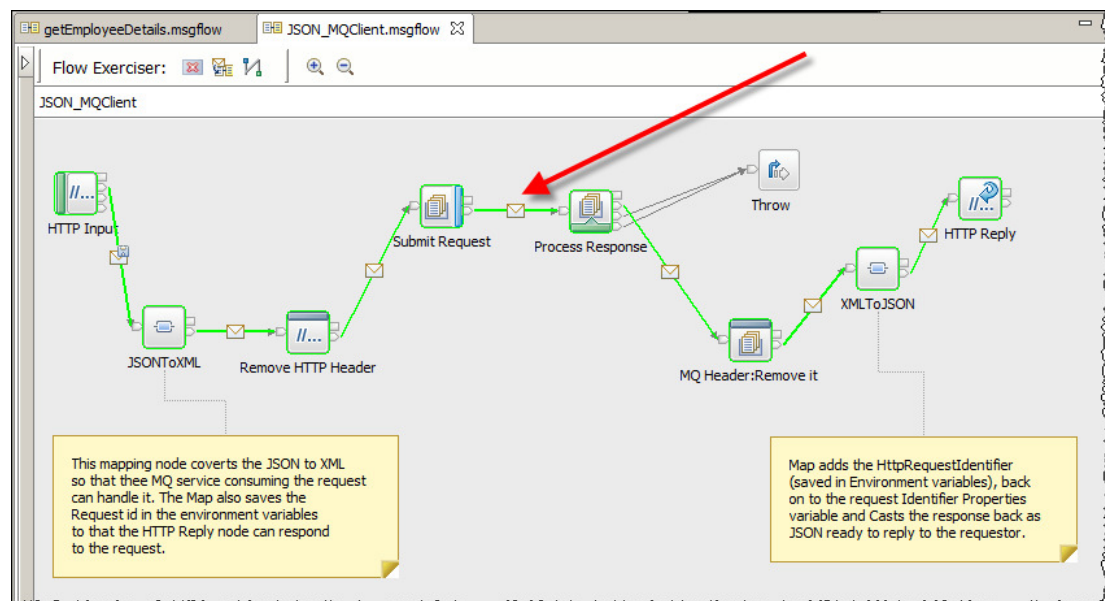 getEmployeeDetails.msgflow
JSON_MQClient.msgflow
Flow Exerciser:
JSON_MQClient
//...
HTTP Input
JSONToXML
//...
Remove HTTP Header
Submit Request
Process Response
Throw
MQ Header:Remove it
XMLToJSON
//...
HTTP Reply
This mapping node coverts the JSON to XML
so that thee MQ service consuming the request
can handle it. The Map also saves the
Request id in the environment variables
to that the HTTP Reply node can respond
to the request.
Map adds the HttpRequestIdentifier
(saved in Environment variables), back
on to the request Identifier Properties
variable and Casts the response back as
JSON ready to reply to the requestor.